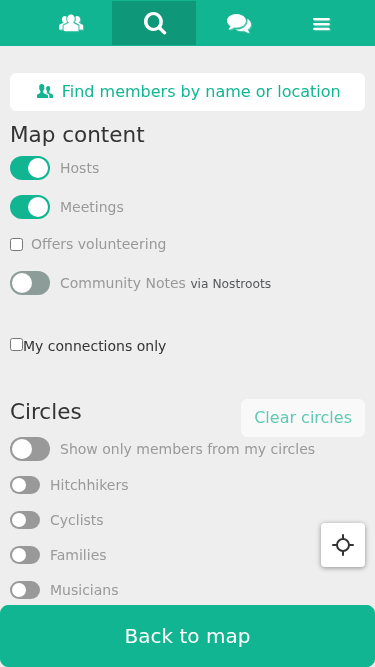 Find members by name or location
Map content
Hosts
Meetings
Offers volunteering
Community Notes via Nostroots
My connections only
Circles
Clear circles
Show only members from my circles
Hitchhikers
Cyclists
Families
Musicians
Back to map